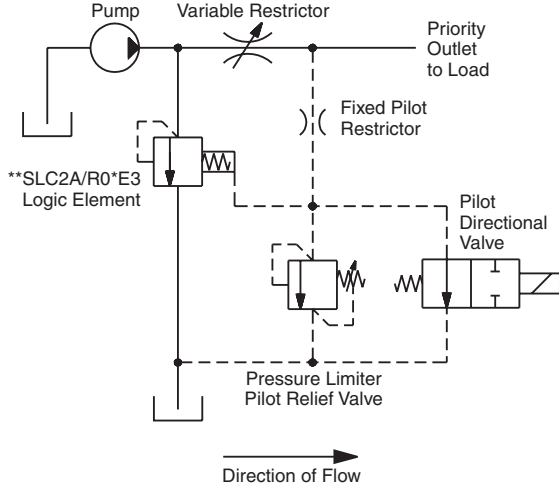 Pump
Variable Restrictor
Priority
Outlet
to Load
Fixed Pilot
Restrictor
**SLC2A/R0*E3
Logic Element
Pilot
Directional
Valve
Pressure Limiter
Pilot Relief Valve
Direction of Flow